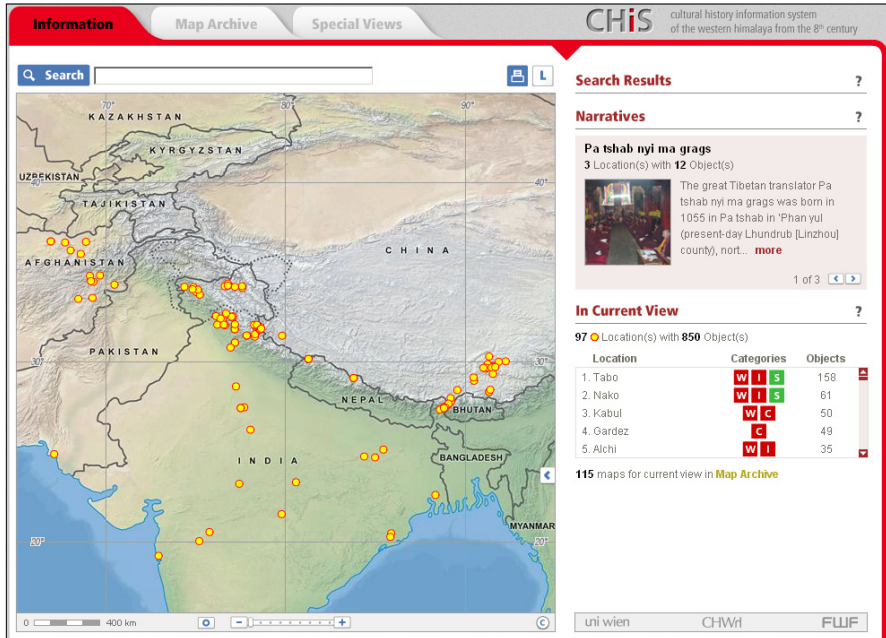 Information
Map Archive
Special Views
CHiS
cultural history information system
of the western himalaya from the 8th century
Search
L
Search Results
?
Narratives
?
Pa tshab nyi ma grags
3 Location(s) with 12 Object(s)
The great Tibetan translator Pa
tshab nyi ma grags was born in
1055 in Pa tshab in 'Phan yul
(present-day Lhundrub [Linzhou]
county), nort... more
1 of 3
In Current View
?
97 Location(s) with 850 Object(s)
Location Categories Objects
1. Tabo W I S 158
2. Nako W I S 61
3. Kabul W C 50
4. Gardez C 49
5. Alchi W I 35
115 maps for current view in Map Archive
70° 80° 90°
KAZAKHSTAN
KYRGYZSTAN
UZBEKISTAN
40° 40°
TAJIKISTAN
CHINA
AFGHANISTAN
PAKISTAN
30° 30°
NEPAL
BHUTAN
INDIA
BANGLADESH
MYANMAR
20° 20°
0 400 km
C
uni wien
FWF